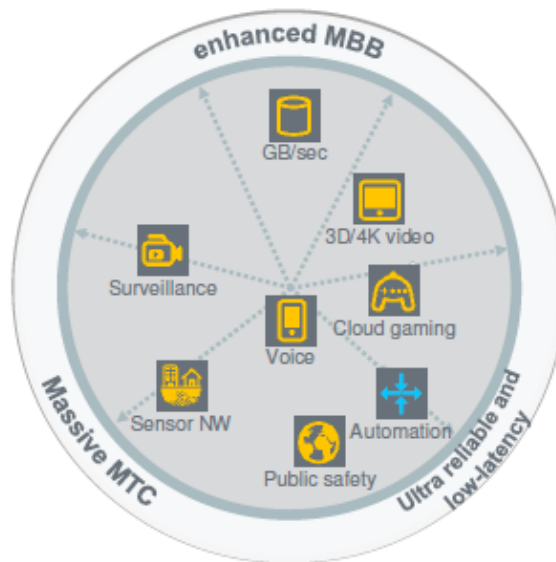 enhanced MBB
GB/sec
3D/4K video
Surveillance
Cloud gaming
Voice
Sensor NW
Automation
Public safety
Massive MTC
Ultra reliable and
low-latency